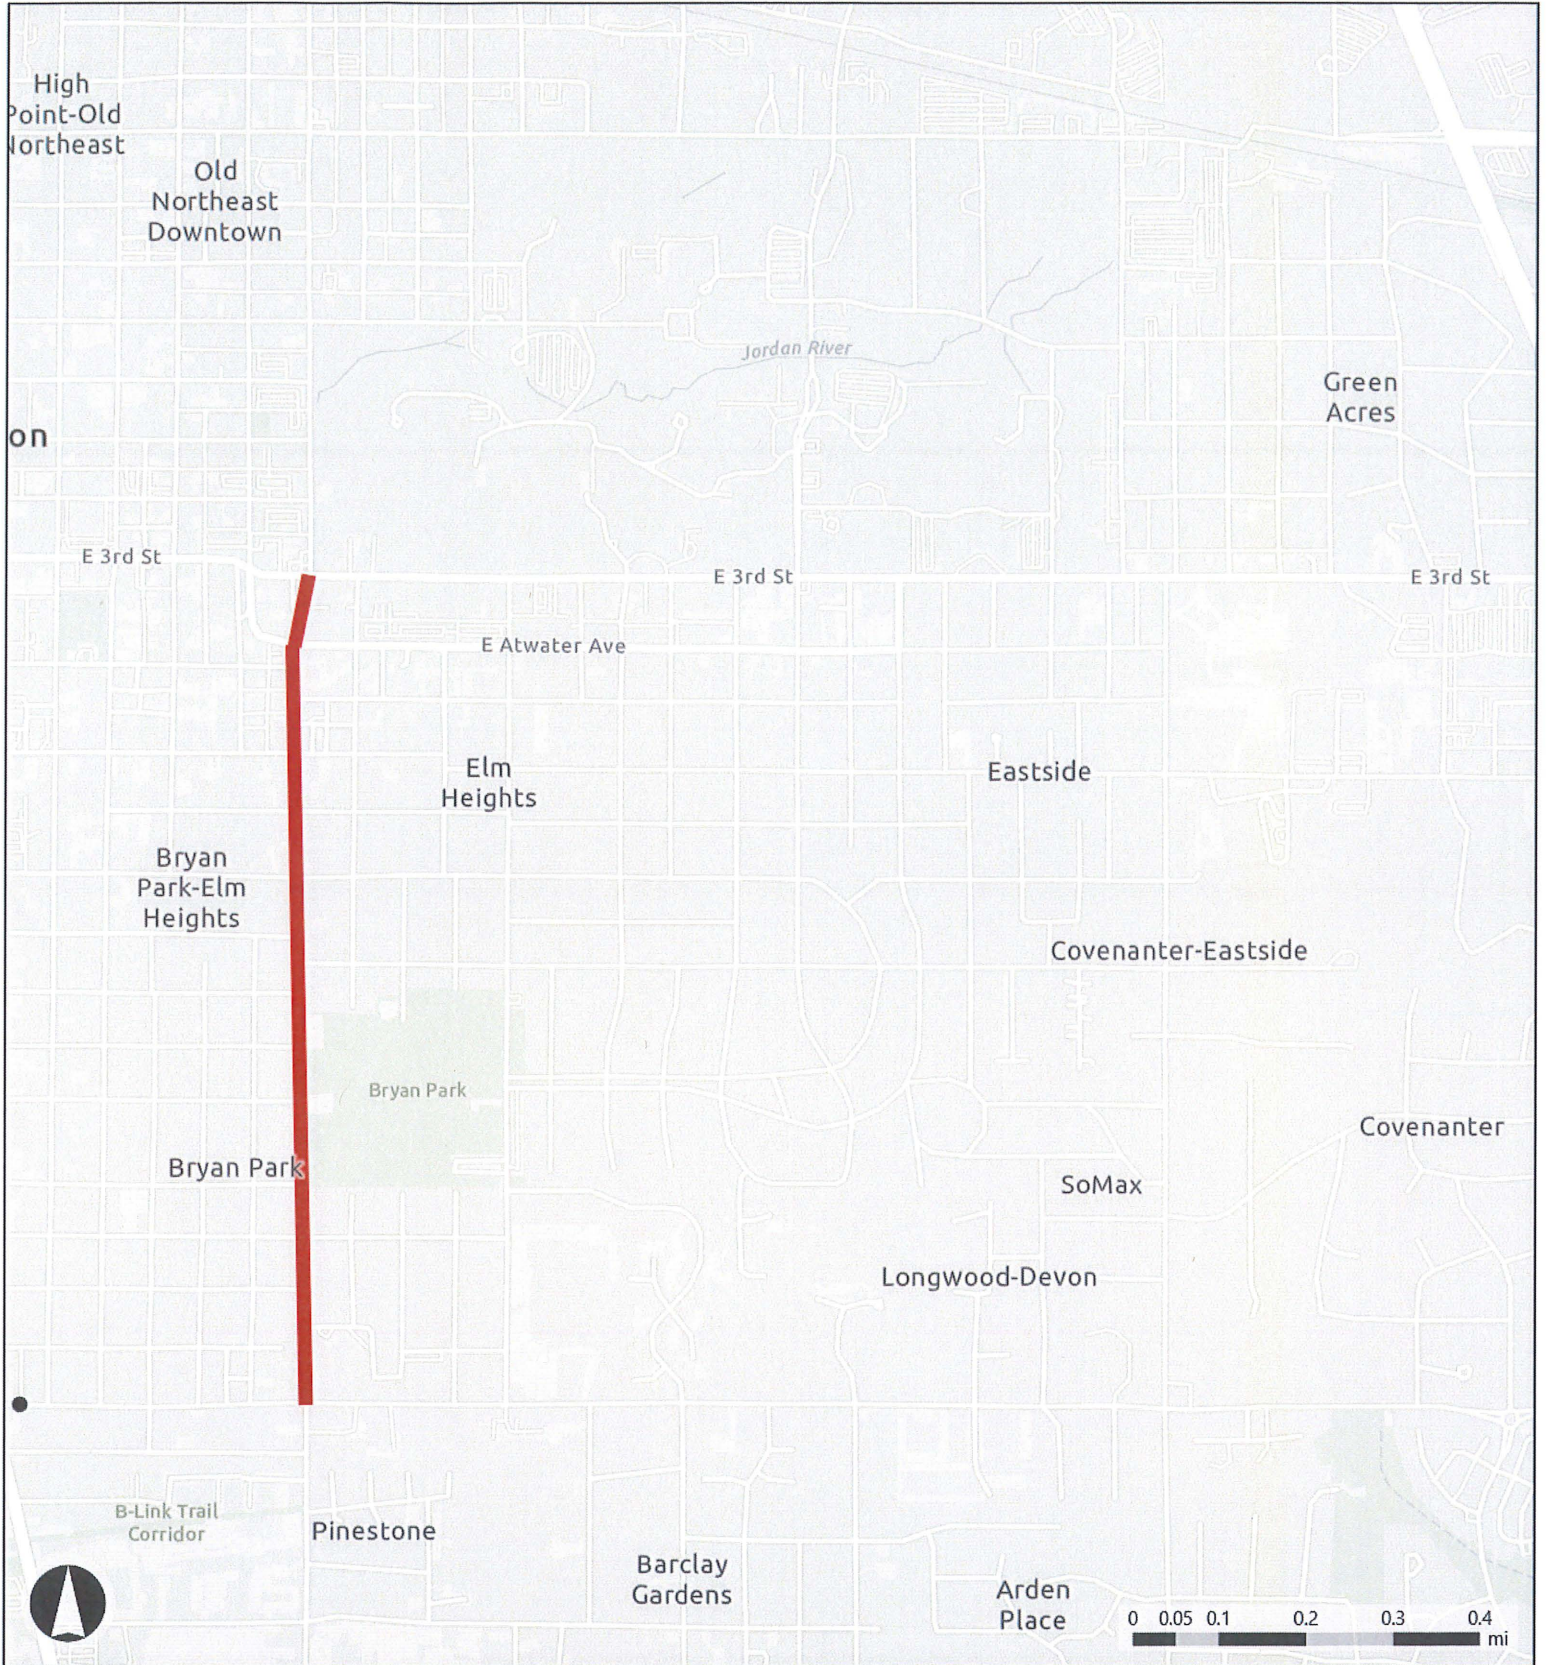 High
Point-Old
Northeast
Old
Northeast
Downtown
Jordan River
Green
Acres
on
E 3rd St
E 3rd St
E 3rd St
E Atwater Ave
Elm
Heights
Eastside
Bryan
Park-Elm
Heights
Covenanter-Eastside
Bryan Park
Covenanter
Bryan Park
SoMax
Longwood-Devon
B-Link Trail
Corridor
Pinestone
Barclay
Gardens
Arden
Place
0 0.05 0.1 0.2 0.3 0.4
mi